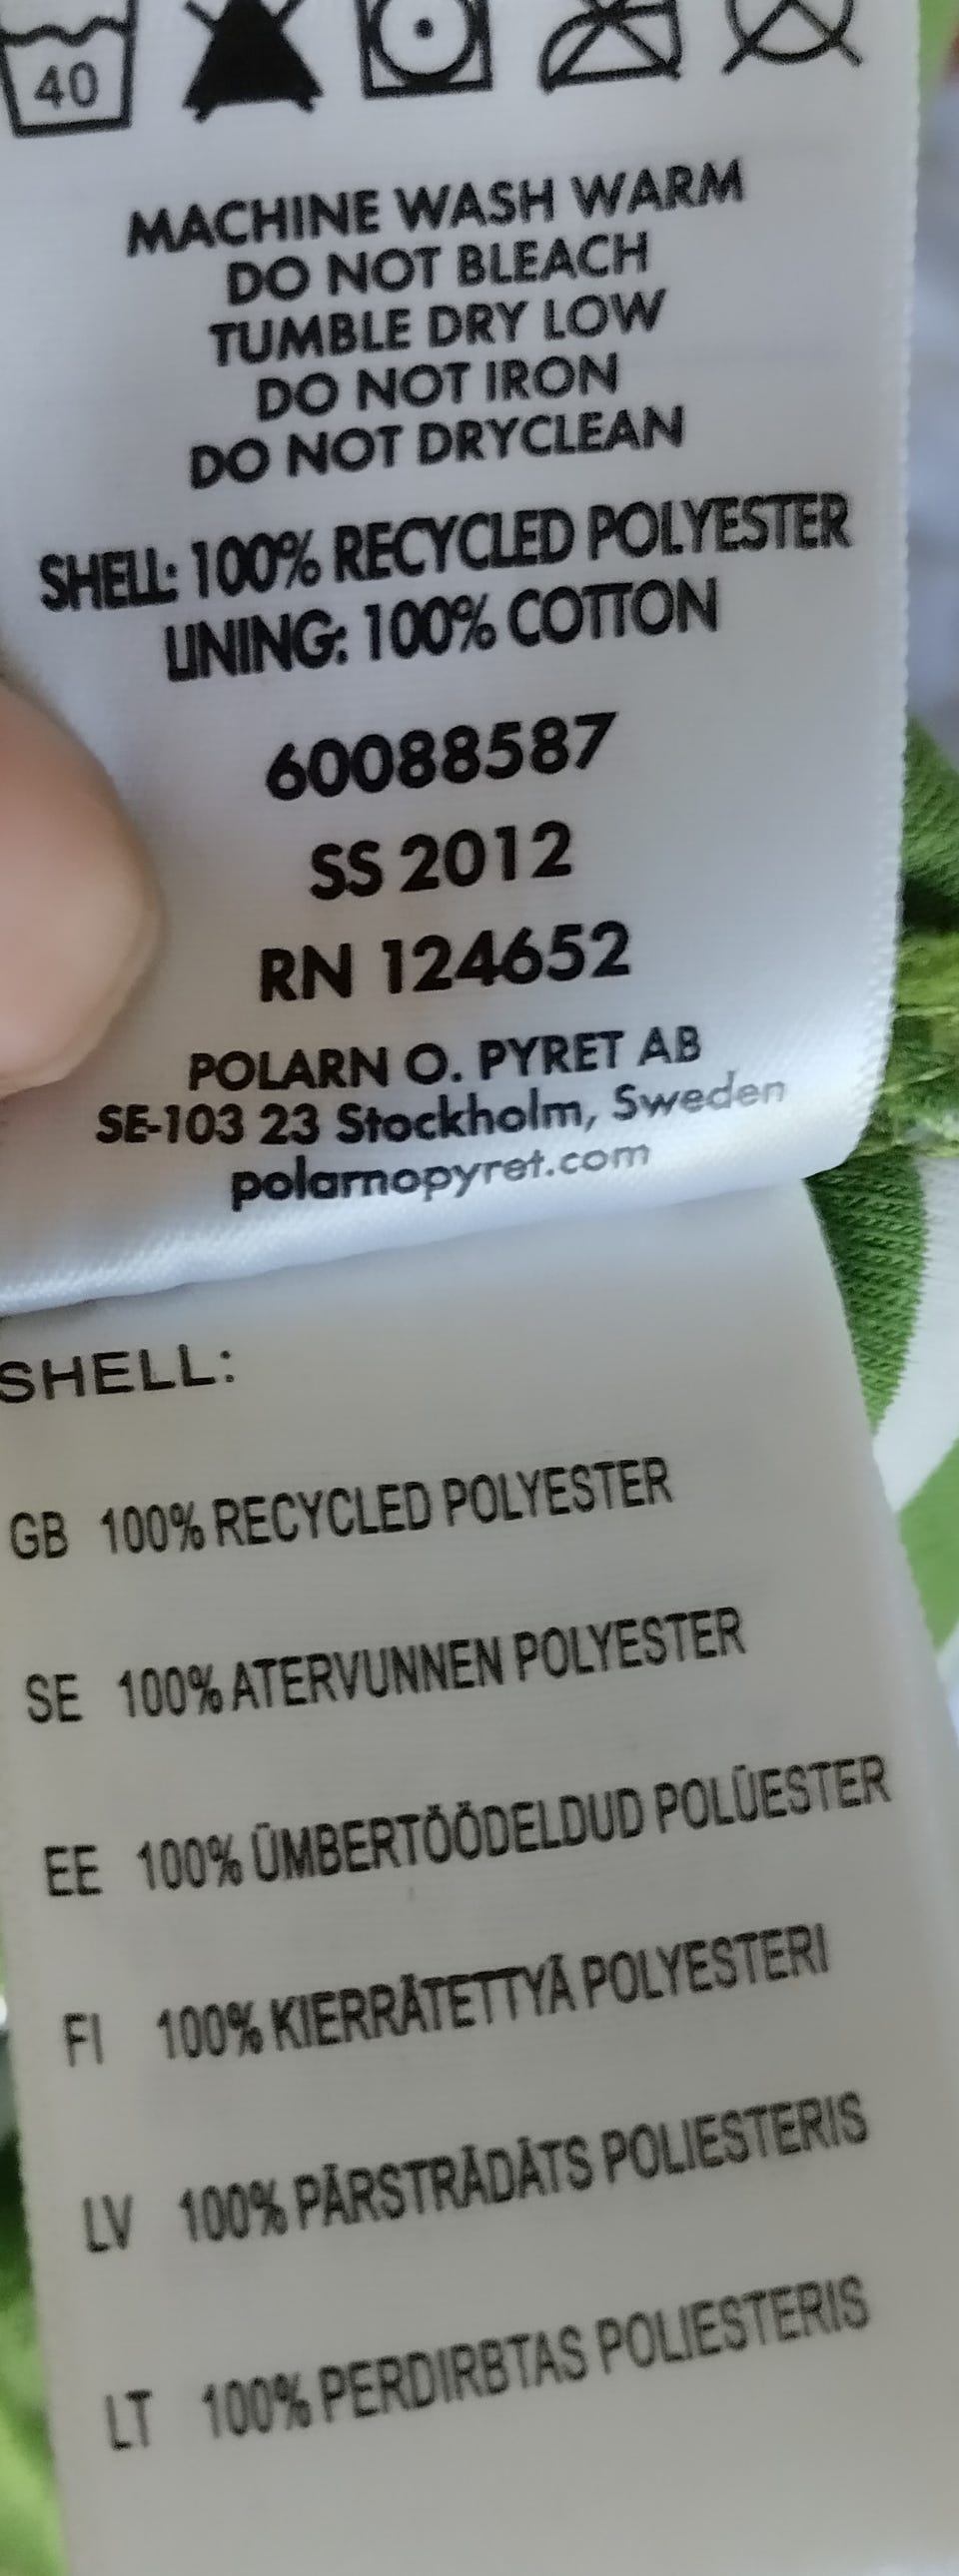 40
MACHINE WASH WARM
DO NOT BLEACH
TUMBLE DRY LOW
DO NOT IRON
DO NOT DRYCLEAN
SHELL: 100% RECYCLED POLYESTER
LINING: 100% COTTON
60088587
SS 2012
RN 124652
POLARN O. PYRET AB
SE-103 23 Stockholm, Sweden
polarnopyret.com
SHELL:
GB 100% RECYCLED POLYESTER
SE 100% ATERVUNNEN POLYESTER
EE 100% ÜMBERTÖÖDELDUD POLÜESTER
FI 100% KIERRÄTETTYÄ POLYESTERI
LV 100% PĀRSTRĀDĀTS POLIESTERIS
LT 100% PERDIRBTAS POLIESTERIS